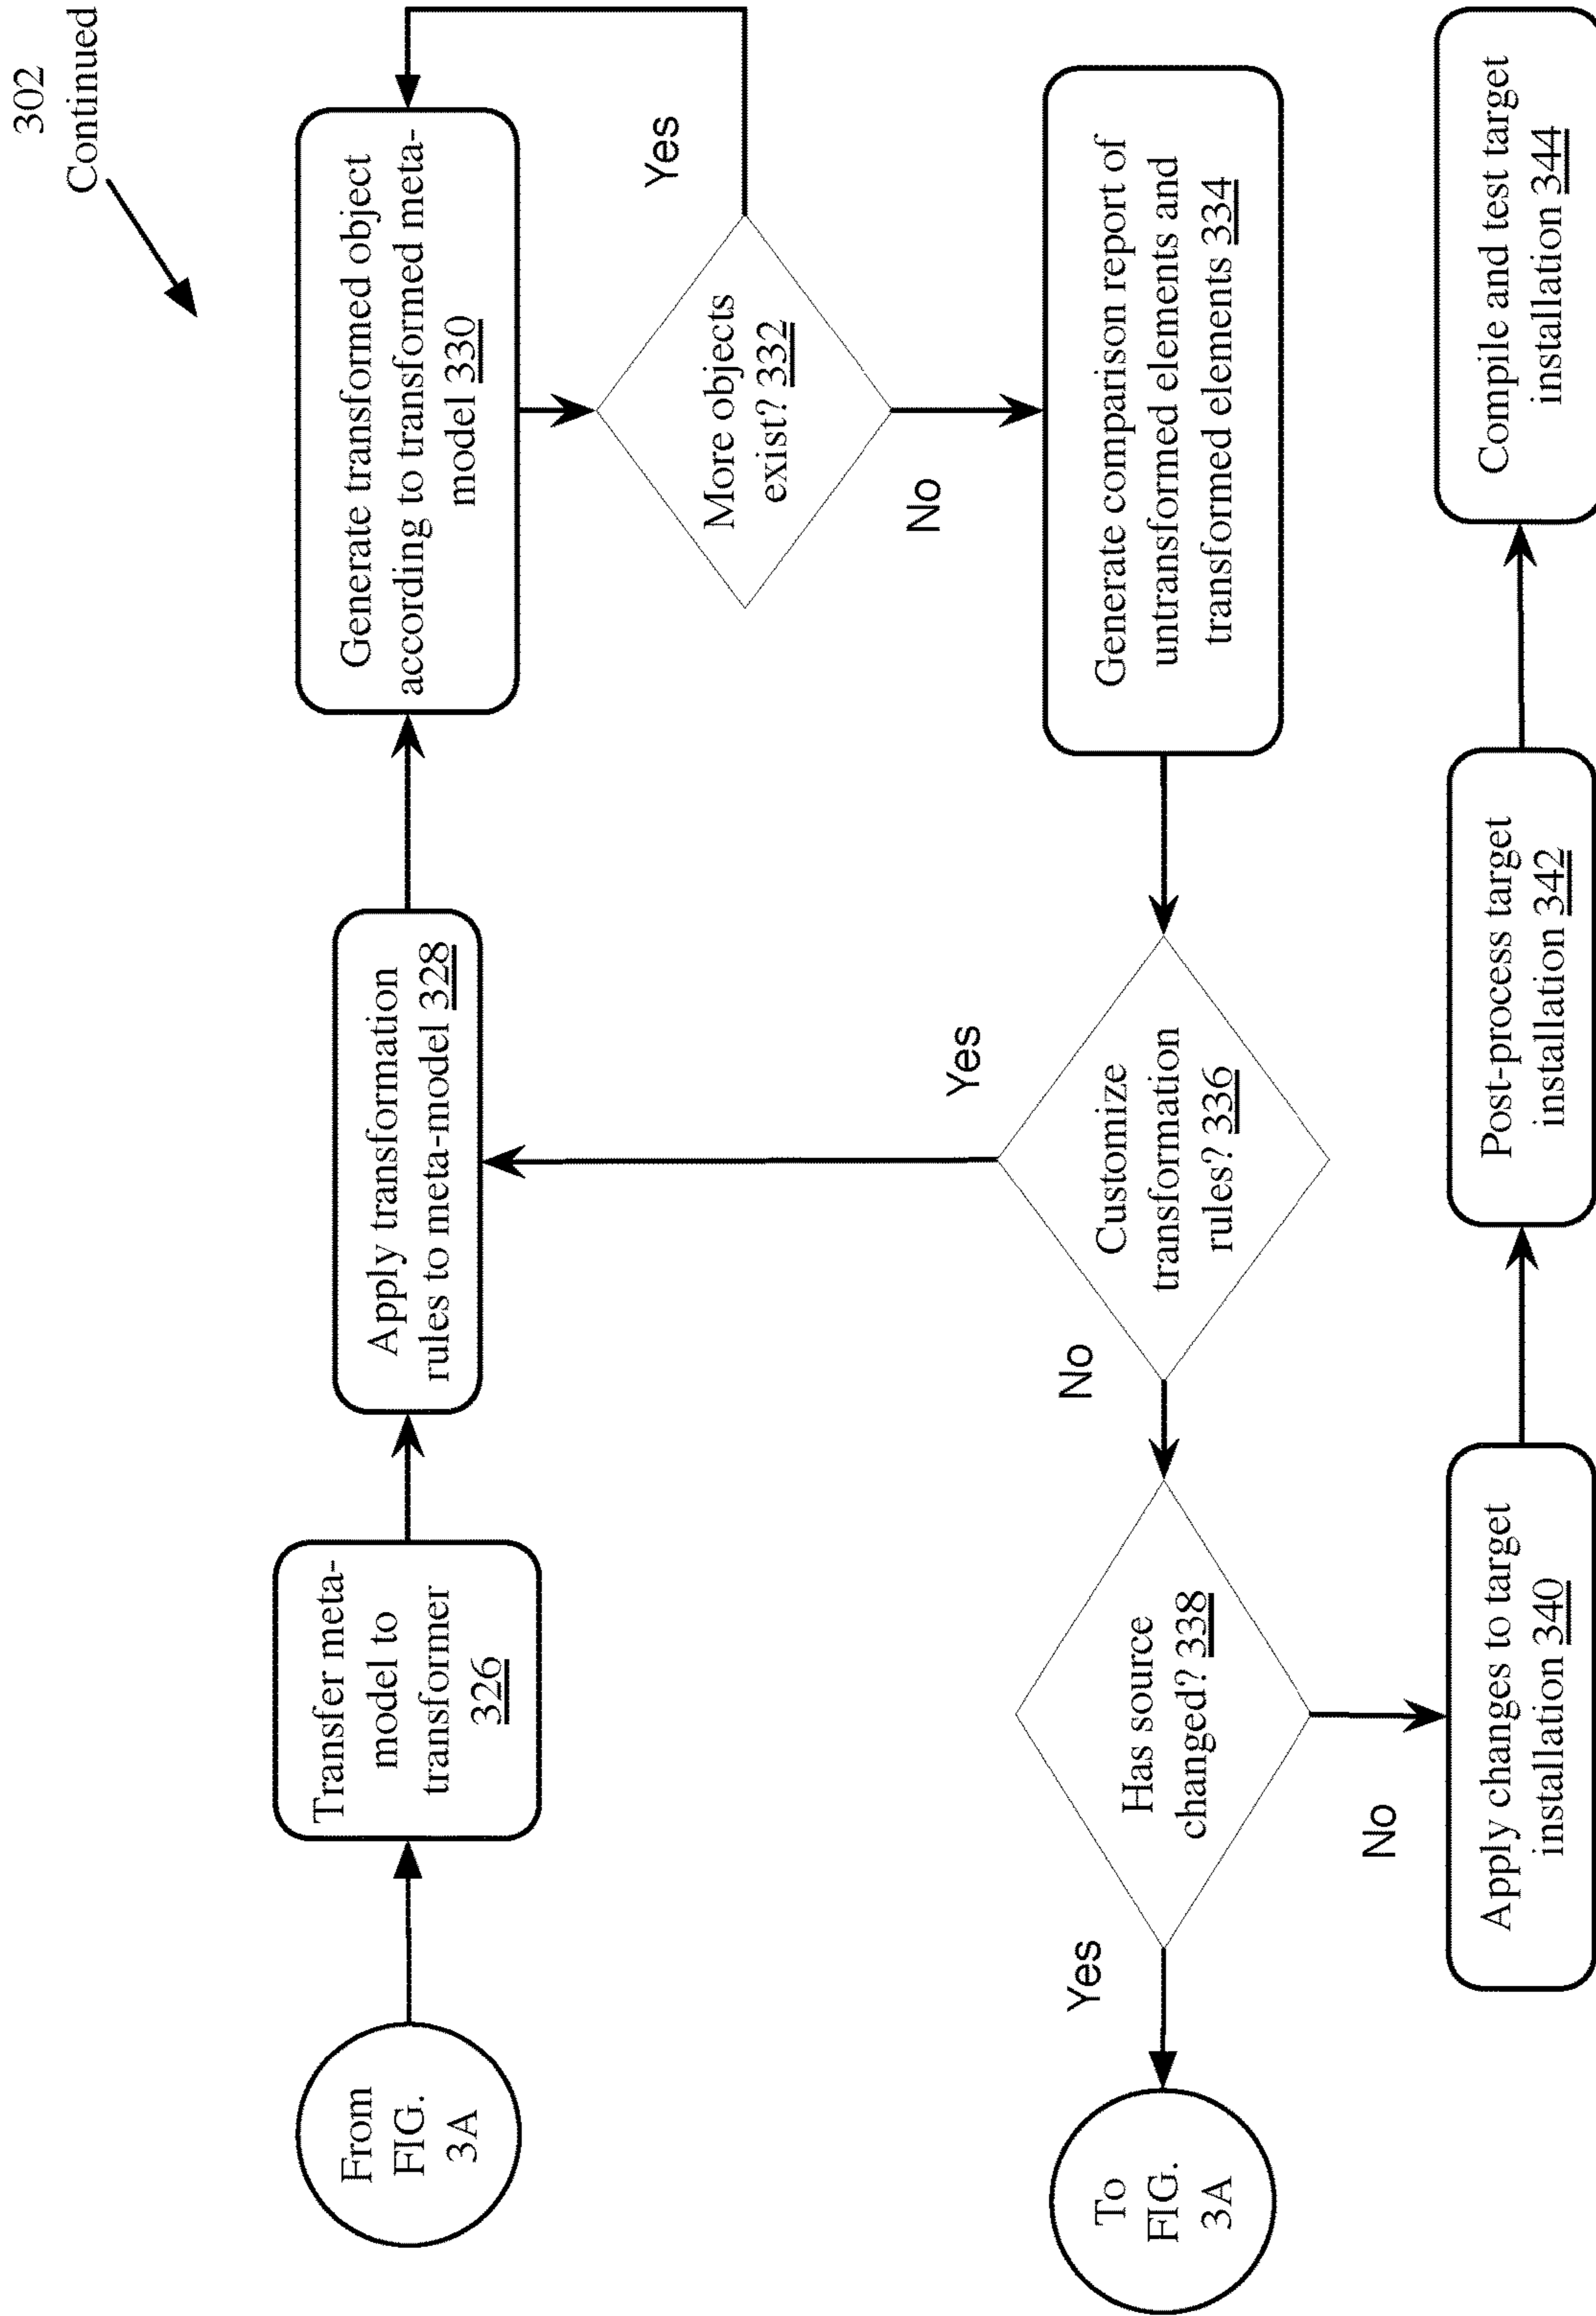 302
Continued
From
FIG.
3A
Transfer meta-
model to
transformer
326
Apply transformation
rules to meta-model 328
Generate transformed object
according to transformed meta-
model 330
More objects
exist? 332
Yes
No
Generate comparison report of
untransformed elements and
transformed elements 334
Customize
transformation
rules? 336
Yes
No
Has source
changed? 338
Yes
To
FIG.
3A
No
Apply changes to target
installation 340
Post-process target
installation 342
Compile and test target
installation 344